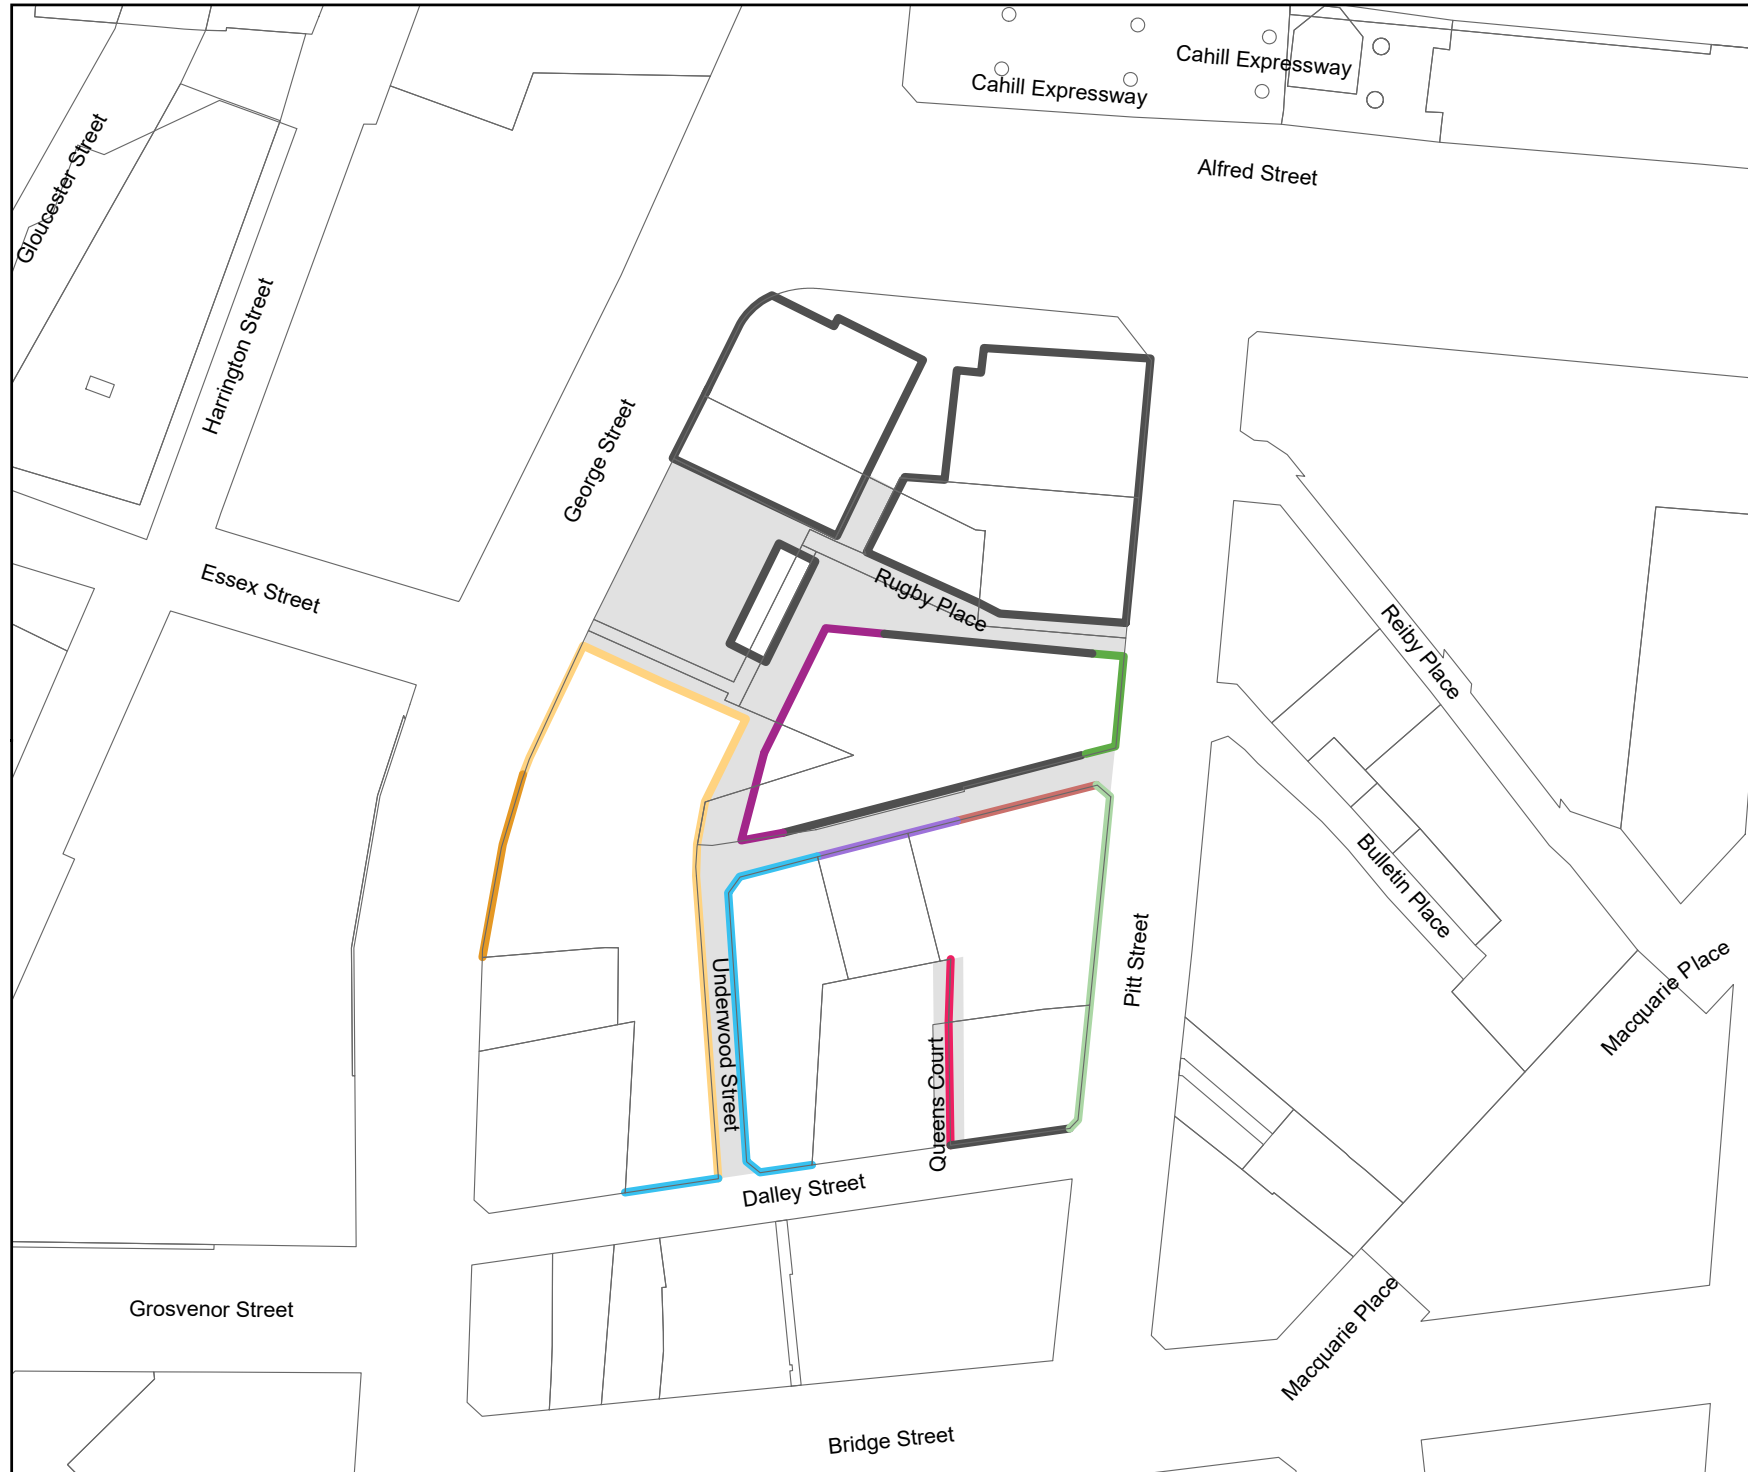 Cahill Expressway
Cahill Expressway
Alfred Street
Gloucester Street
Harrington Street
George Street
Essex Street
Rugby Place
Reiby Place
Bulletin Place
Pitt Street
Macquarie Place
Underwood Street
Queens Court
Dalley Street
Grosvenor Street
Macquarie Place
Bridge Street